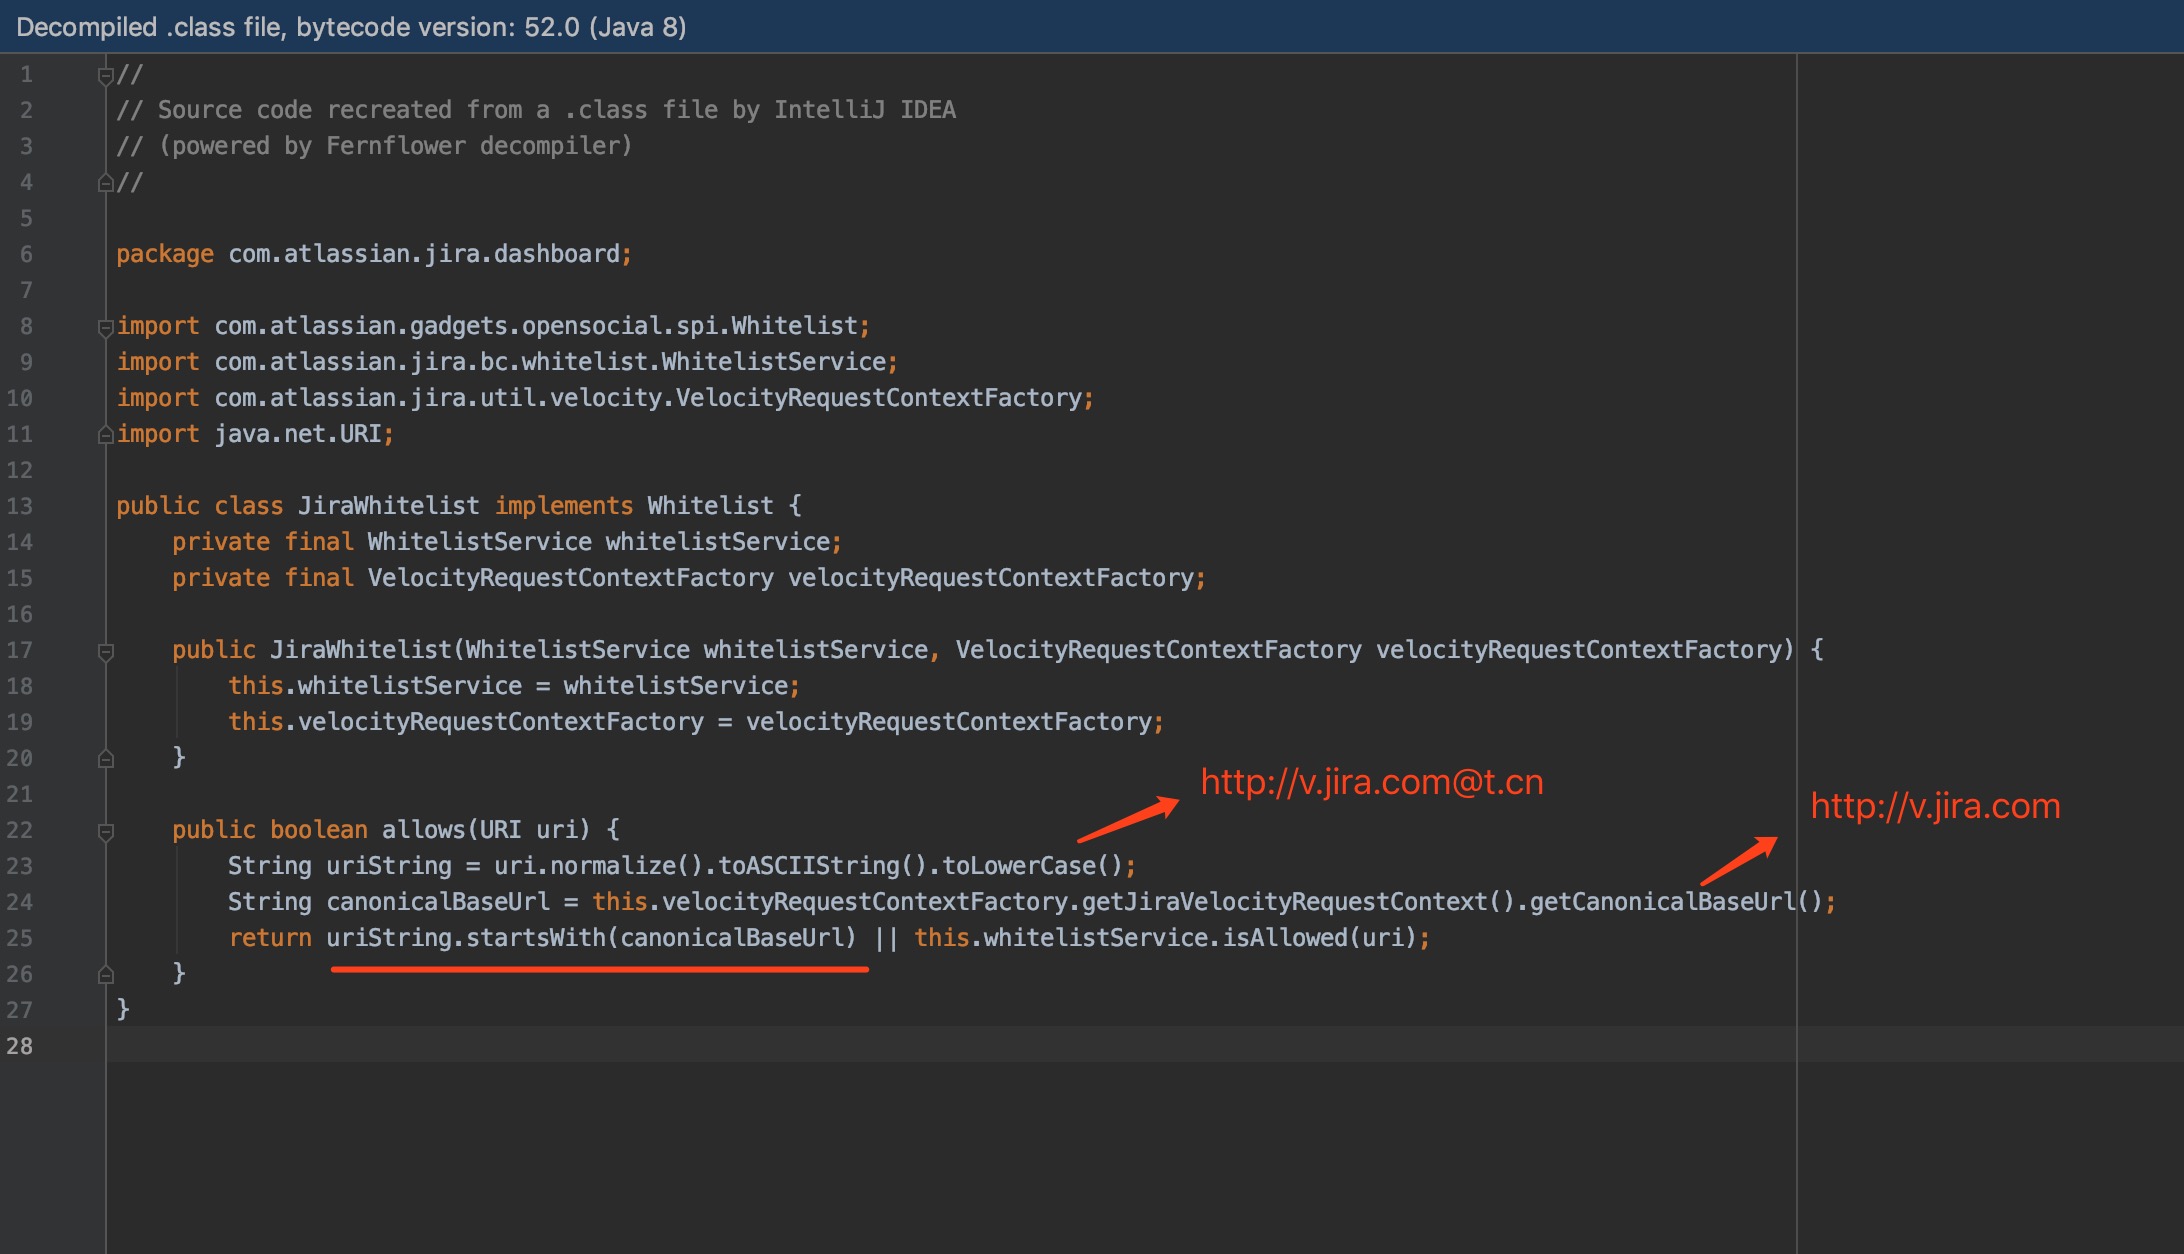 Decompiled .class file, bytecode version: 52.0 (Java 8)
1 //
2 // Source code recreated from a .class file by IntelliJ IDEA
3 // (powered by Fernflower decompiler)
4 //
5
6 package com.atlassian.jira.dashboard;
7
8 import com.atlassian.gadgets.opensocial.spi.Whitelist;
9 import com.atlassian.jira.bc.whitelist.WhitelistService;
10 import com.atlassian.jira.util.velocity.VelocityRequestContextFactory;
11 import java.net.URI;
12
13 public class JiraWhitelist implements Whitelist {
14     private final WhitelistService whitelistService;
15     private final VelocityRequestContextFactory velocityRequestContextFactory;
16
17     public JiraWhitelist(WhitelistService whitelistService, VelocityRequestContextFactory velocityRequestContextFactory) {
18         this.whitelistService = whitelistService;
19         this.velocityRequestContextFactory = velocityRequestContextFactory;
20     }
http://v.jira.com@t.cn
21
http://v.jira.com
22     public boolean allows(URI uri) {
23         String uriString = uri.normalize().toASCIIString().toLowerCase();
24         String canonicalBaseUrl = this.velocityRequestContextFactory.getJiraVelocityRequestContext().getCanonicalBaseUrl();
25         return uriString.startsWith(canonicalBaseUrl) || this.whitelistService.isAllowed(uri);
26     }
27 }
28